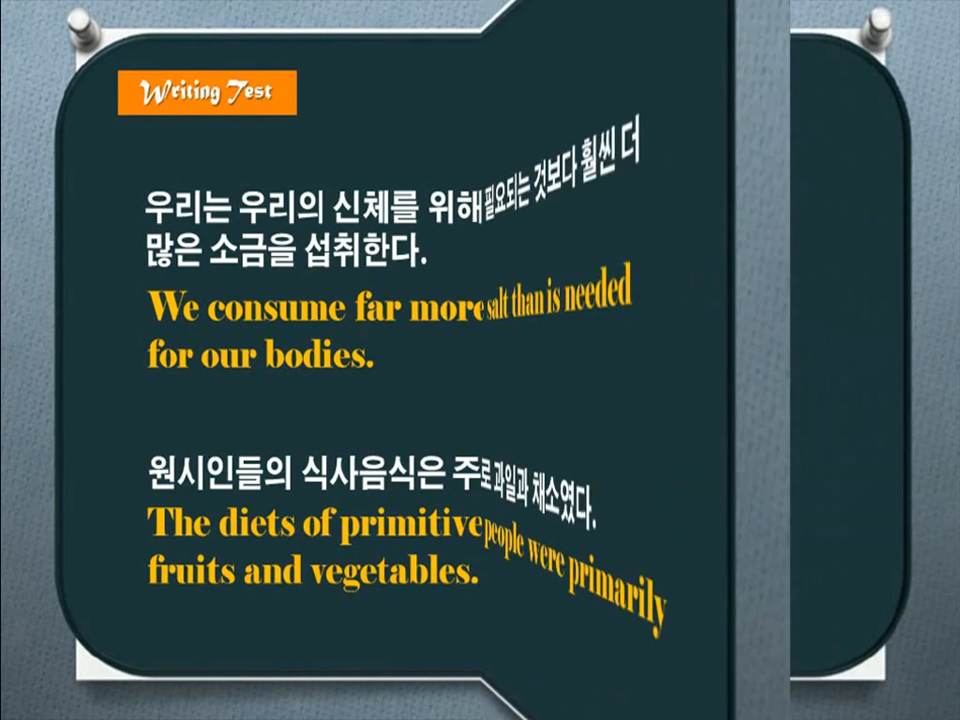 Writing Test
우리는 우리의 신체를 위해 필요되는 것보다 훨씬 더
많은 소금을 섭취한다.
We consume far more salt than is needed
for our bodies.
원시인들의 식사음식은 주로 과일과 채소였다.
The diets of primitive people were primarily
fruits and vegetables.